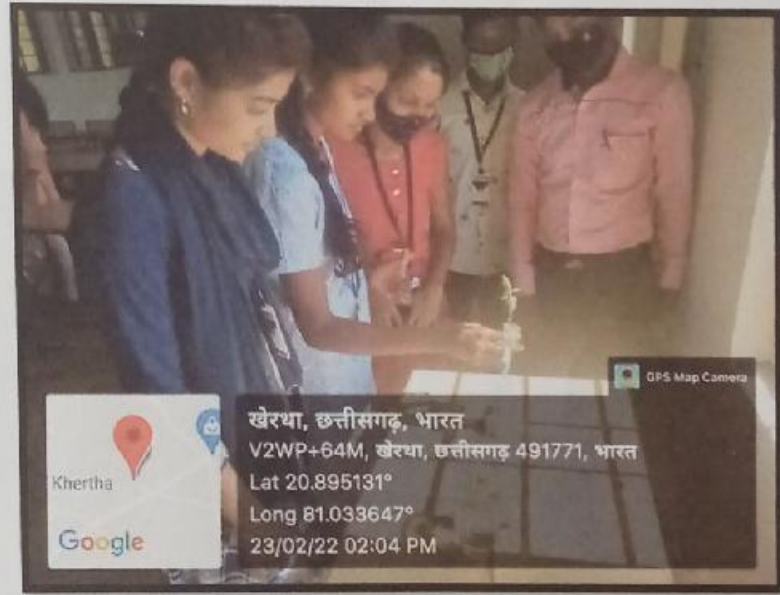 GPS Map Camera
खेरथा, छत्तीसगढ़, भारत
V2WP+64M, खेरथा, छत्तीसगढ़ 491771, भारत
Lat 20.895131°
Long 81.033647°
23/02/22 02:04 PM
Khertha
Google